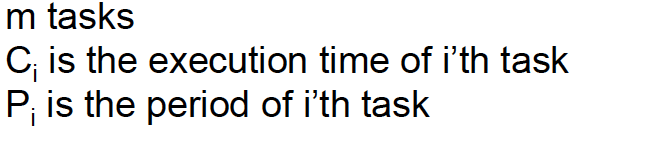 m tasks
Cᵢ is the execution time of i’th task
Pᵢ is the period of i’th task